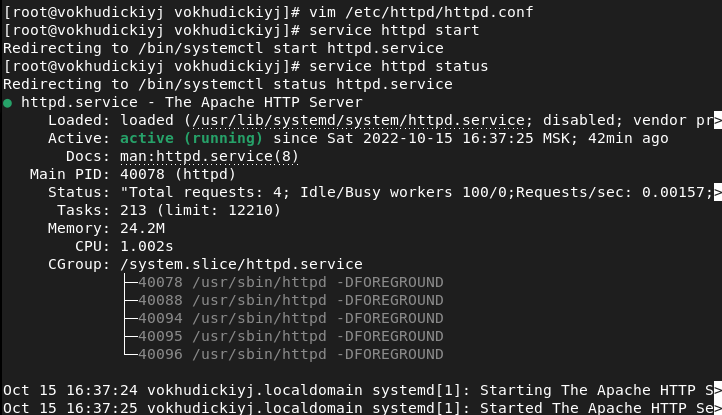 [root@vokhudickiyj vokhudickiyj]# vim /etc/httpd/httpd.conf
[root@vokhudickiyj vokhudickiyj]# service httpd start
Redirecting to /bin/systemctl start httpd.service
[root@vokhudickiyj vokhudickiyj]# service httpd status
Redirecting to /bin/systemctl status httpd.service
● httpd.service - The Apache HTTP Server
Loaded: loaded (/usr/lib/systemd/system/httpd.service; disabled; vendor pr>
Active: active (running) since Sat 2022-10-15 16:37:25 MSK; 42min ago
Docs: man:httpd.service(8)
Main PID: 40078 (httpd)
Status: "Total requests: 4; Idle/Busy workers 100/0;Requests/sec: 0.00157;>
Tasks: 213 (limit: 12210)
Memory: 24.2M
CPU: 1.002s
CGroup: /system.slice/httpd.service
├─40078 /usr/sbin/httpd -DFOREGROUND
├─40088 /usr/sbin/httpd -DFOREGROUND
├─40094 /usr/sbin/httpd -DFOREGROUND
├─40095 /usr/sbin/httpd -DFOREGROUND
└─40096 /usr/sbin/httpd -DFOREGROUND
Oct 15 16:37:24 vokhudickiyj.localdomain systemd[1]: Starting The Apache HTTP S>
Oct 15 16:37:25 vokhudickiyj.localdomain systemd[1]: Started The Apache HTTP Se>